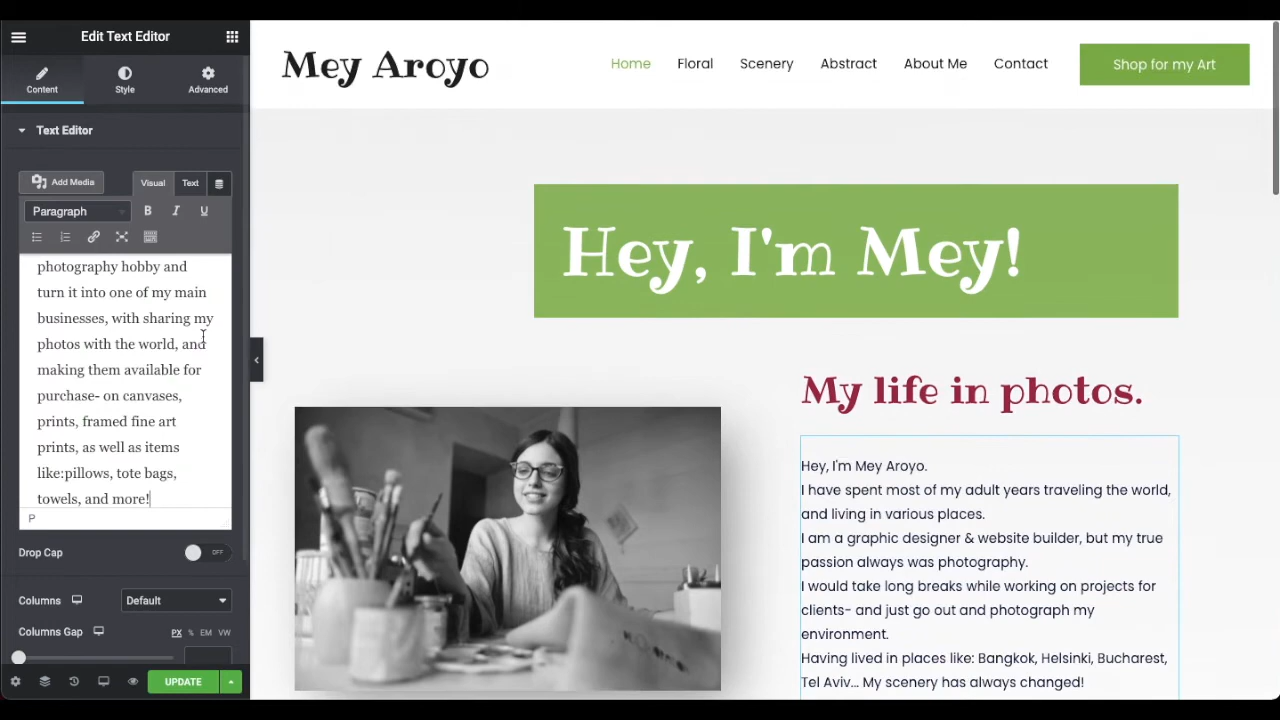 Edit Text Editor
Content
Style
Advanced
Text Editor
Add Media
Visual
Text
Paragraph
B
I
U
photography hobby and
turn it into one of my main
businesses, with sharing my
photos with the world, and
making them available for
purchase- on canvases,
prints, framed fine art
prints, as well as items
like:pillows, tote bags,
towels, and more!
P
Drop Cap
OFF
Columns
Default
Columns Gap
PX % EM VW
UPDATE
Mey Aroyo
Home
Floral
Scenery
Abstract
About Me
Contact
Shop for my Art
Hey, I'm Mey!
My life in photos.
Hey, I'm Mey Aroyo.
I have spent most of my adult years traveling the world,
and living in various places.
I am a graphic designer & website builder, but my true
passion always was photography.
I would take long breaks while working on projects for
clients- and just go out and photograph my
environment.
Having lived in places like: Bangkok, Helsinki, Bucharest,
Tel Aviv... My scenery has always changed!